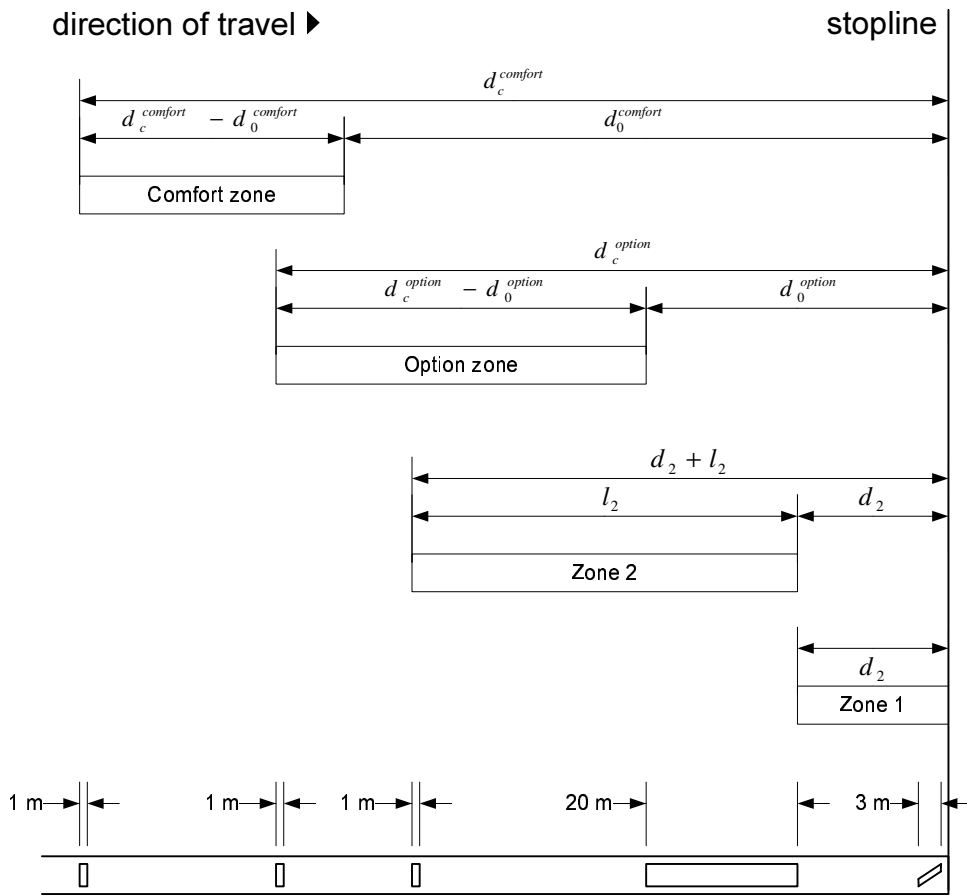 direction of travel ▶ stopline
d_c^comfort
d_c^comfort − d_0^comfort d_0^comfort
Comfort zone
d_c^option
d_c^option − d_0^option d_0^option
Option zone
d_2 + l_2
l_2 d_2
Zone 2
d_2
Zone 1
1 m 1 m 1 m 20 m 3 m